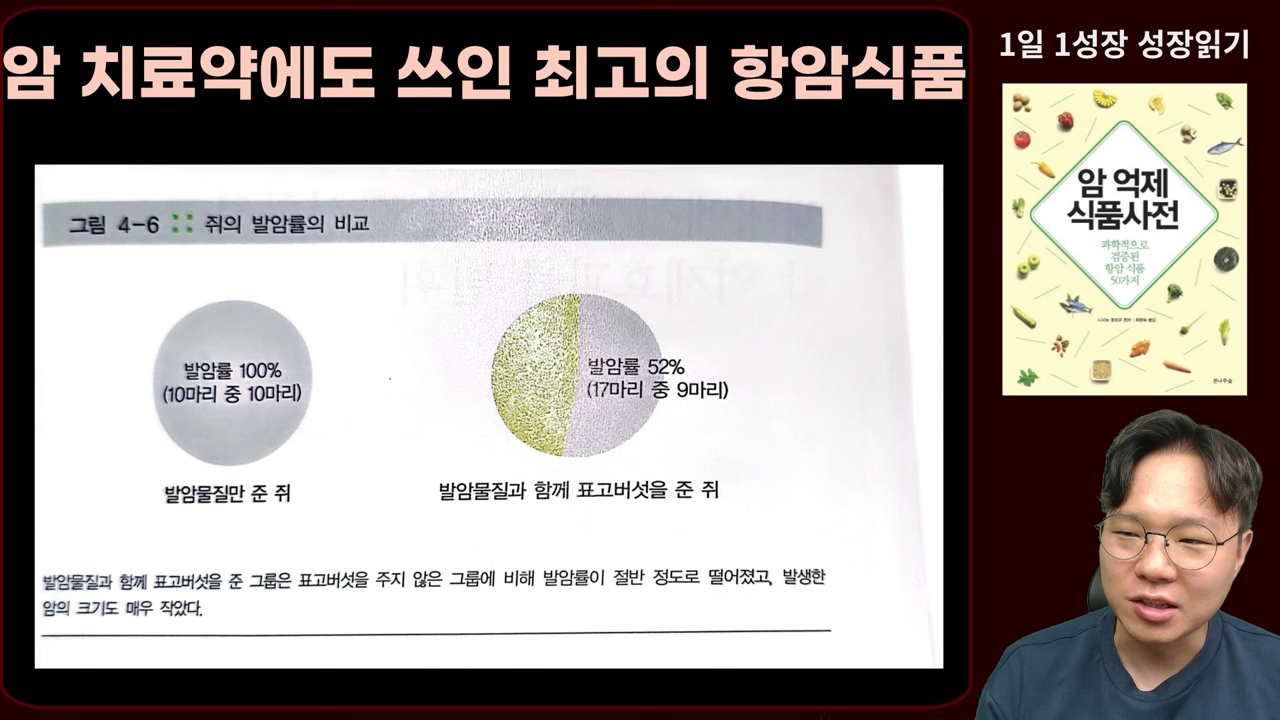 암 치료약에도 쓰인 최고의 항암식품
1일 1성장 성장읽기
그림 4-6 :: 쥐의 발암률의 비교
발암률 100%
(10마리 중 10마리)
발암물질만 준 쥐
발암률 52%
(17마리 중 9마리)
발암물질과 함께 표고버섯을 준 쥐
발암물질과 함께 표고버섯을 준 그룹은 표고버섯을 주지 않은 그룹에 비해 발암률이 절반 정도로 떨어졌고, 발생한
암의 크기도 매우 작았다.
암 억제
식품사전
과학적으로
검증된
항암 식품
50가지
전나무숲